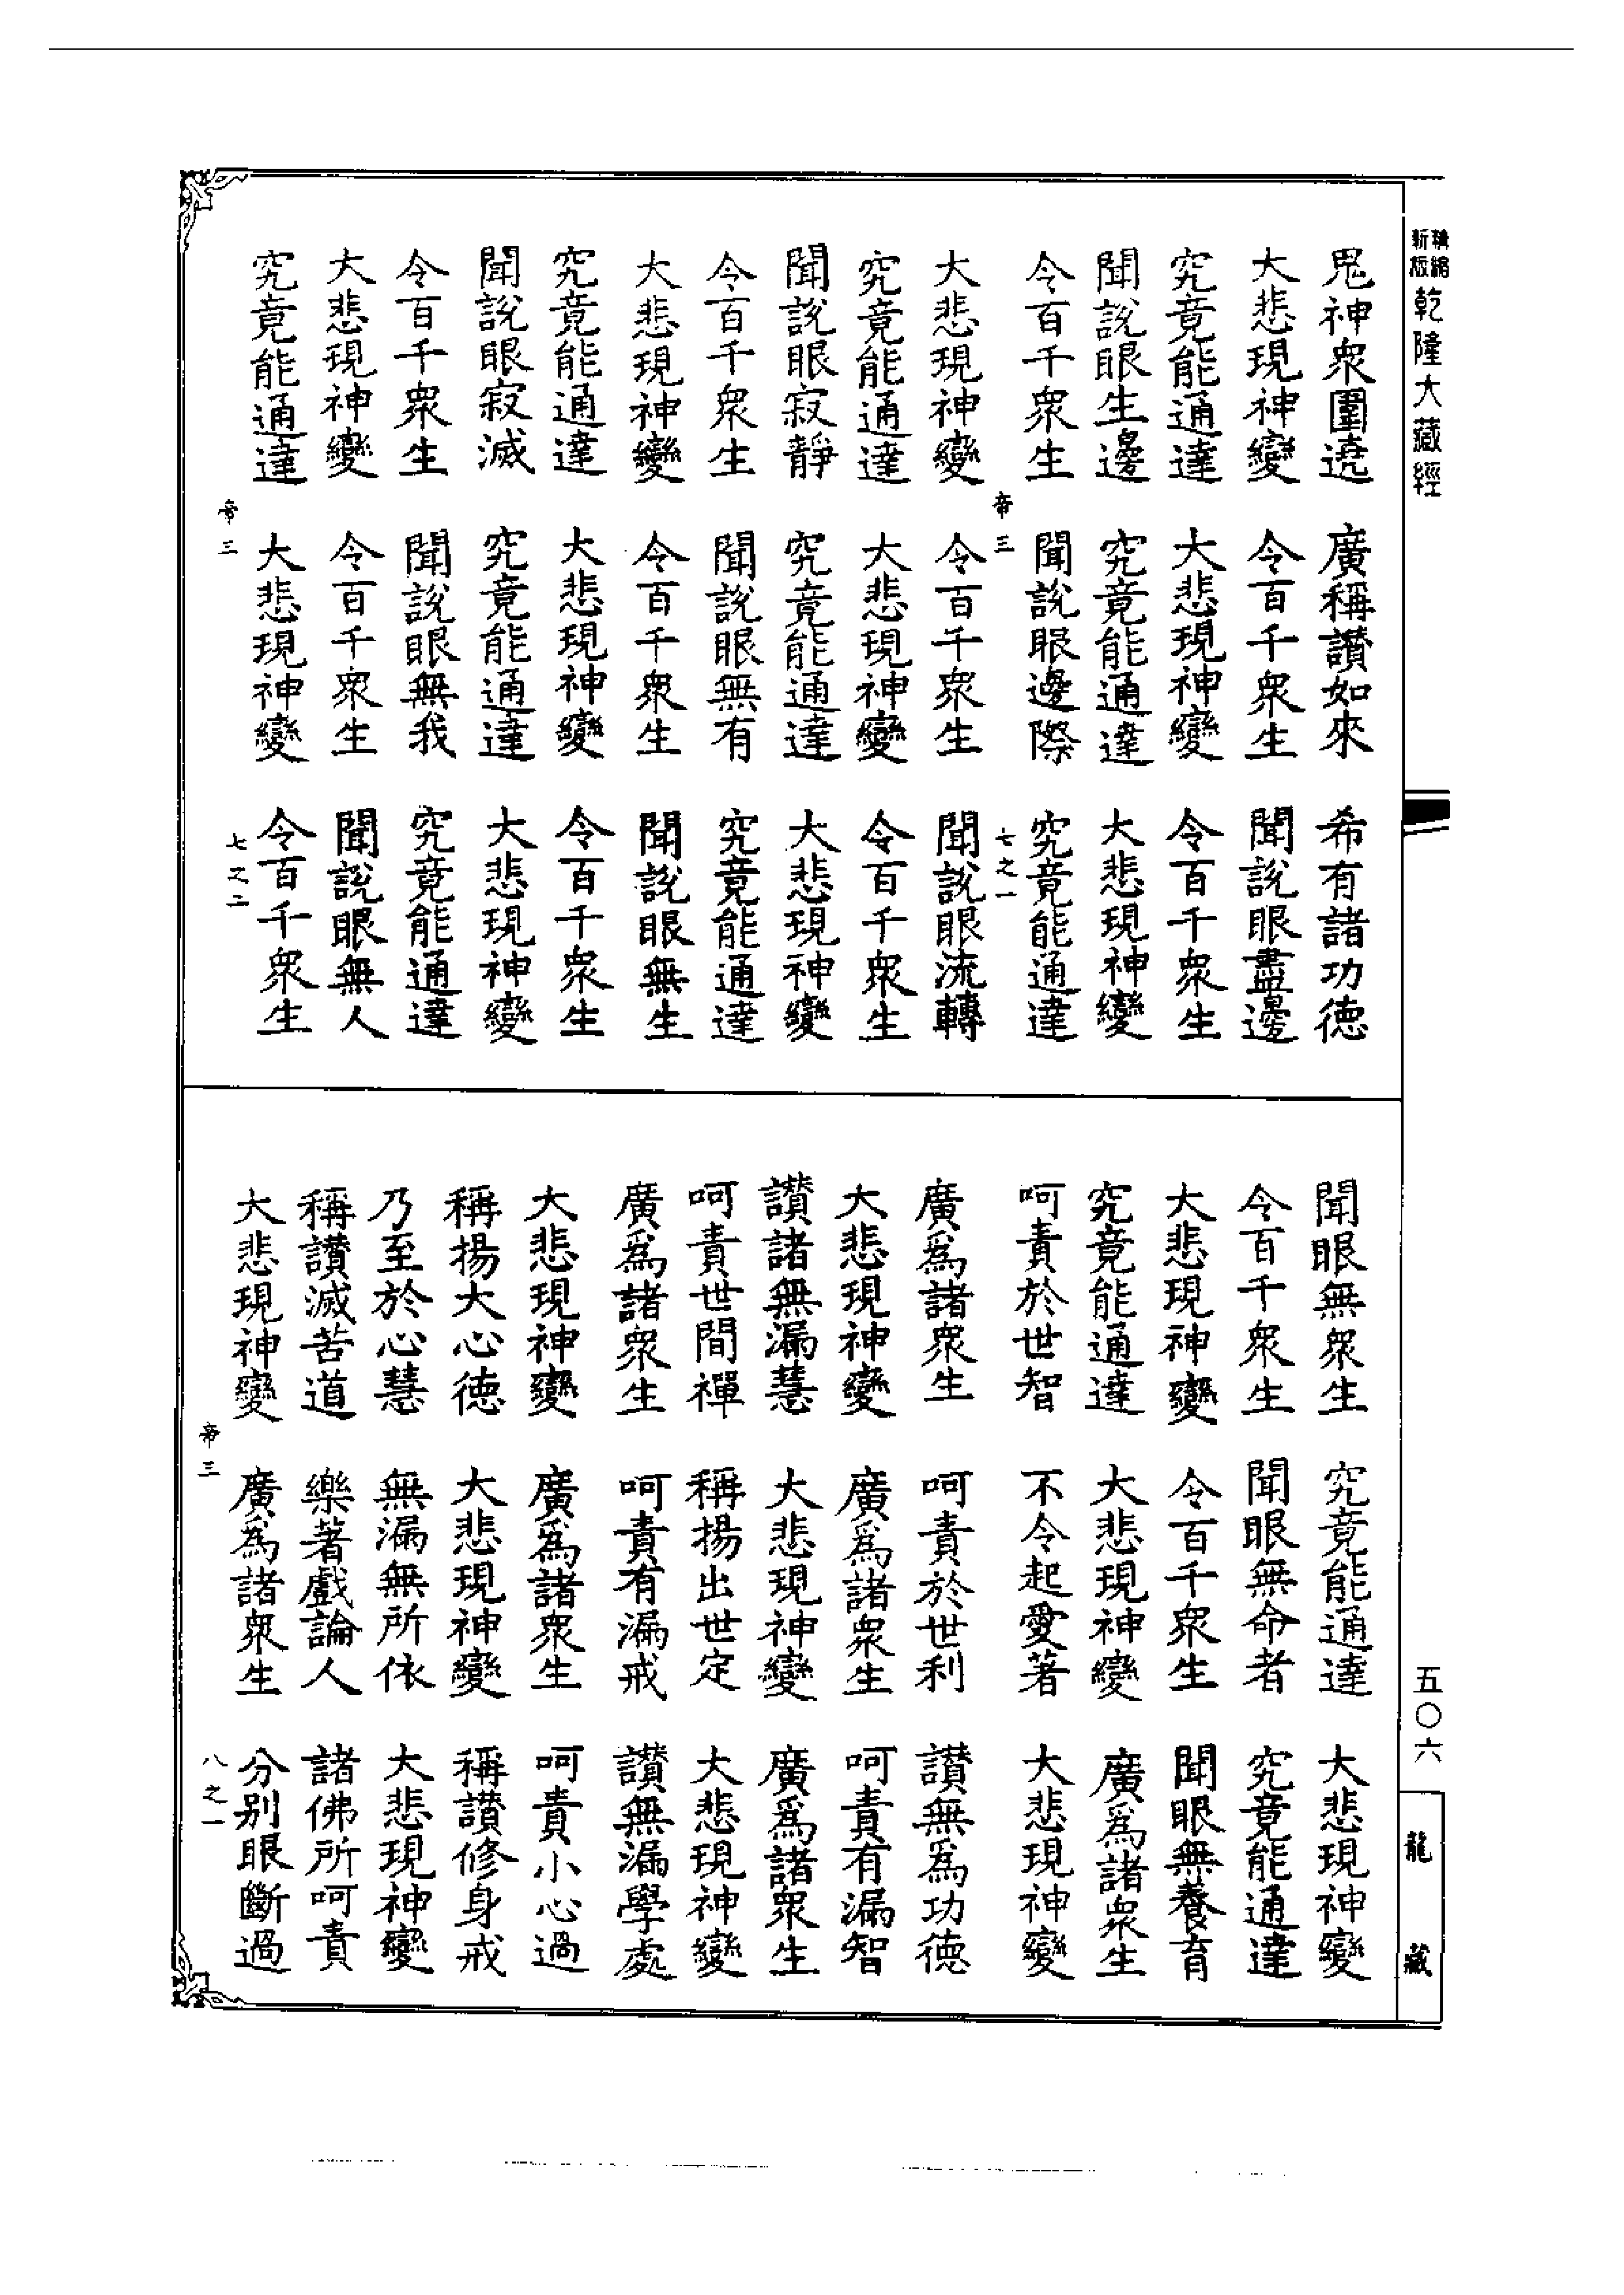 新版精縮乾隆大藏經
鬼神衆圍遶 廣稱讚如來 希有諸功德
大悲現神變 令百千衆生 聞說眼盡邊
究竟能通達 大悲現神變 令百千衆生
聞說眼生邊 究竟能通達 大悲現神變
令百千衆生 聞說眼邊際 究竟能通達
帝三 七之一
大悲現神變 令百千衆生 聞說眼流轉
究竟能通達 大悲現神變 令百千衆生
聞說眼寂靜 究竟能通達 大悲現神變
令百千衆生 聞說眼無有 究竟能通達
大悲現神變 令百千衆生 聞說眼無生
究竟能通達 大悲現神變 令百千衆生
聞說眼寂滅 究竟能通達 大悲現神變
令百千衆生 聞說眼無我 究竟能通達
大悲現神變 令百千衆生 聞說眼無人
究竟能通達 大悲現神變 令百千衆生
帝三 七之二
聞眼無衆生 究竟能通達 大悲現神變
令百千衆生 聞眼無命者 究竟能通達
大悲現神變 令百千衆生 聞眼無養育
究竟能通達 大悲現神變 廣爲諸衆生
呵責於世智 不令起愛著 大悲現神變
廣爲諸衆生 呵責於世利 讚無爲功德
大悲現神變 廣爲諸衆生 呵責有漏智
讚諸無漏慧 大悲現神變 廣爲諸衆生
呵責世間禪 稱揚出世定 大悲現神變
廣爲諸衆生 呵責有漏戒 讚無漏學處
大悲現神變 廣爲諸衆生 呵責小心過
稱揚大心德 大悲現神變 稱讚修身戒
乃至於心慧 無漏無所依 大悲現神變
稱讚滅苦道 樂著戲論人 諸佛所呵責
大悲現神變 廣爲諸衆生 分別眼斷過
帝三 八之一
五〇六
龍藏